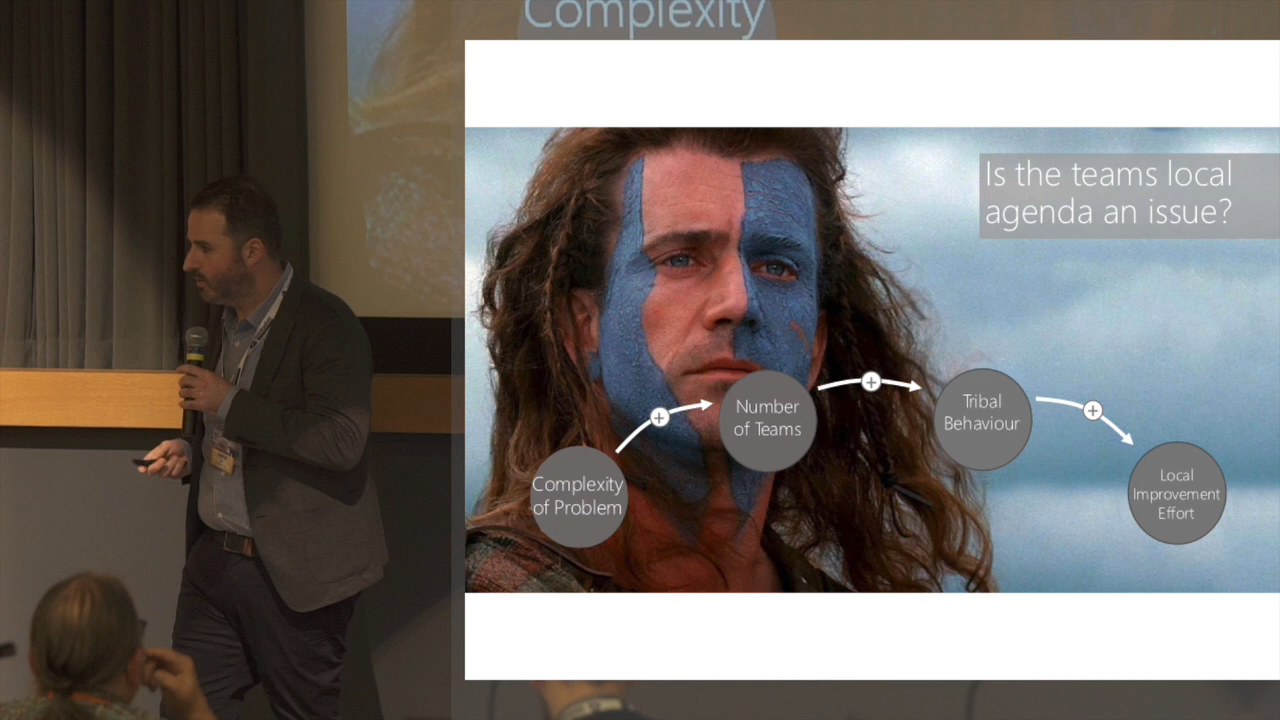 Complexity
Is the teams local
agenda an issue?
Number
of Teams
Tribal
Behaviour
Complexity
of Problem
Local
Improvement
Effort
+
+
+